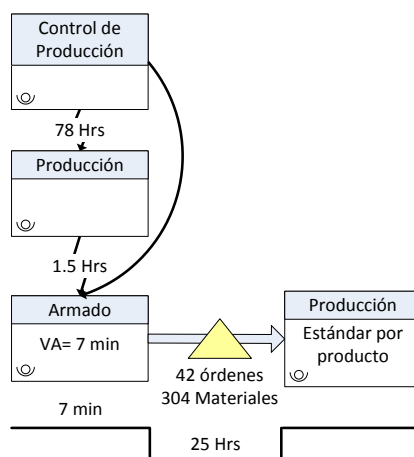 Control de
Producción
78 Hrs
Producción
1.5 Hrs
Armado
VA= 7 min
Producción
Estándar por
producto
42 órdenes
304 Materiales
7 min
25 Hrs